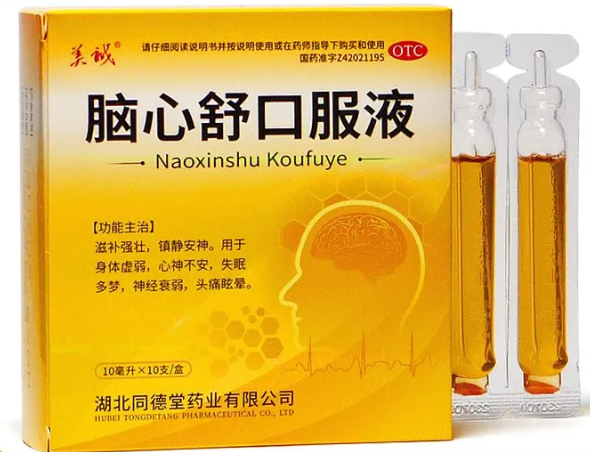 美诚®
请仔细阅读说明书并按说明使用或在药师指导下购买和使用
国药准字Z42021195
OTC
脑心舒口服液
Naoxinshu Koufuye
【功能主治】
滋补强壮，镇静安神。用于
身体虚弱，心神不安，失眠
多梦，神经衰弱，头痛眩晕。
10毫升×10支/盒
湖北同德堂药业有限公司
HUBEI TONGDETANG PHARMACEUTICAL CO., LTD